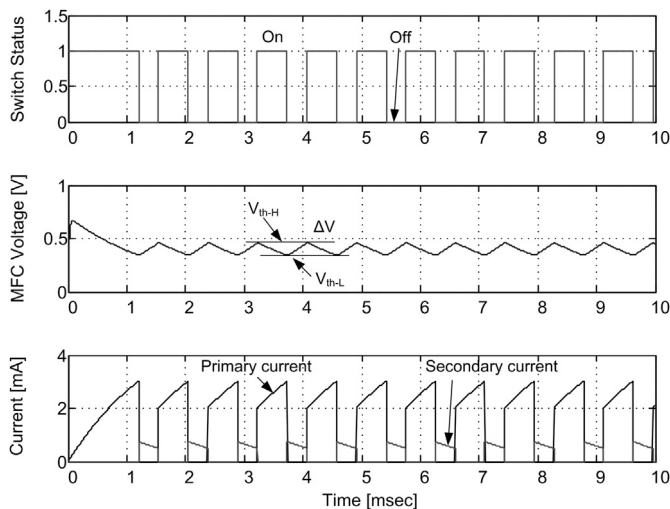 Switch Status
1.5
1
0.5
0
On
Off
0 1 2 3 4 5 6 7 8 9 10
MFC Voltage [V]
1
0.5
0
Vth-H
ΔV
Vth-L
0 1 2 3 4 5 6 7 8 9 10
Current [mA]
4
2
0
Primary current
Secondary current
0 1 2 3 4 5 6 7 8 9 10
Time [msec]